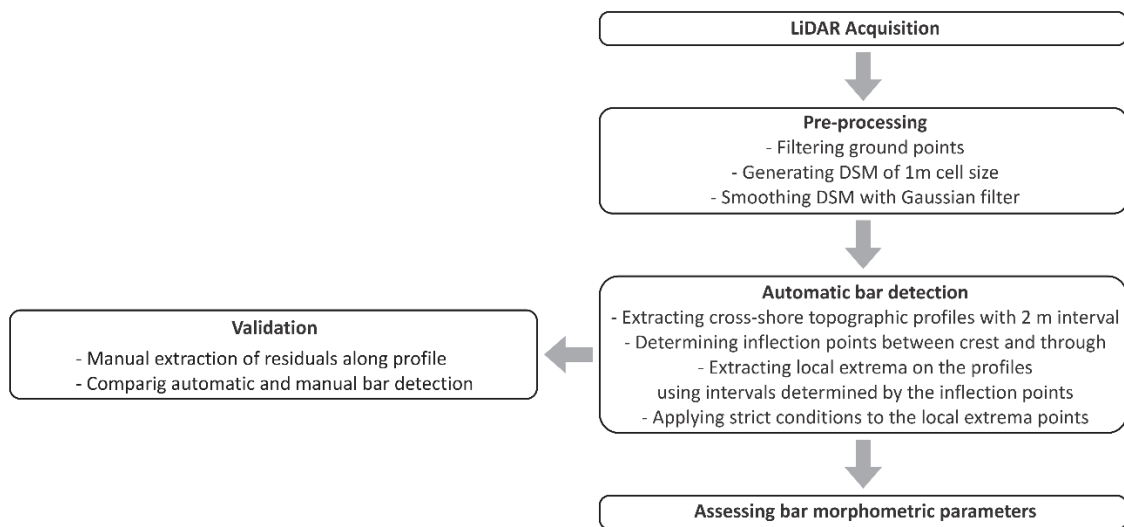 LiDAR Acquisition
Pre-processing
- Filtering ground points
- Generating DSM of 1m cell size
- Smoothing DSM with Gaussian filter
Automatic bar detection
- Extracting cross-shore topographic profiles with 2 m interval
- Determining inflection points between crest and through
- Extracting local extrema on the profiles
using intervals determined by the inflection points
- Applying strict conditions to the local extrema points
Validation
- Manual extraction of residuals along profile
- Comparig automatic and manual bar detection
Assessing bar morphometric parameters